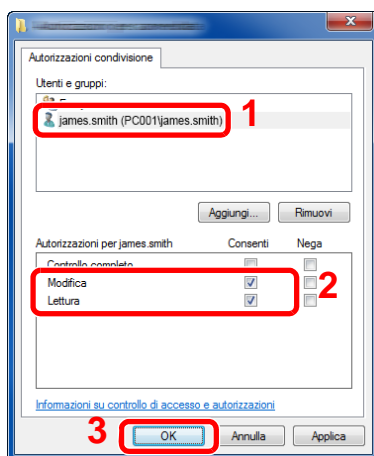 Autorizzazioni condivisione
Utenti e gruppi:
james.smith (PC001\james.smith)
1
Aggiungi... Rimuovi
Autorizzazioni per james.smith Consenti Nega
Controllo completo
Modifica
Lettura
2
Informazioni su controllo di accesso e autorizzazioni
3
OK Annulla Applica